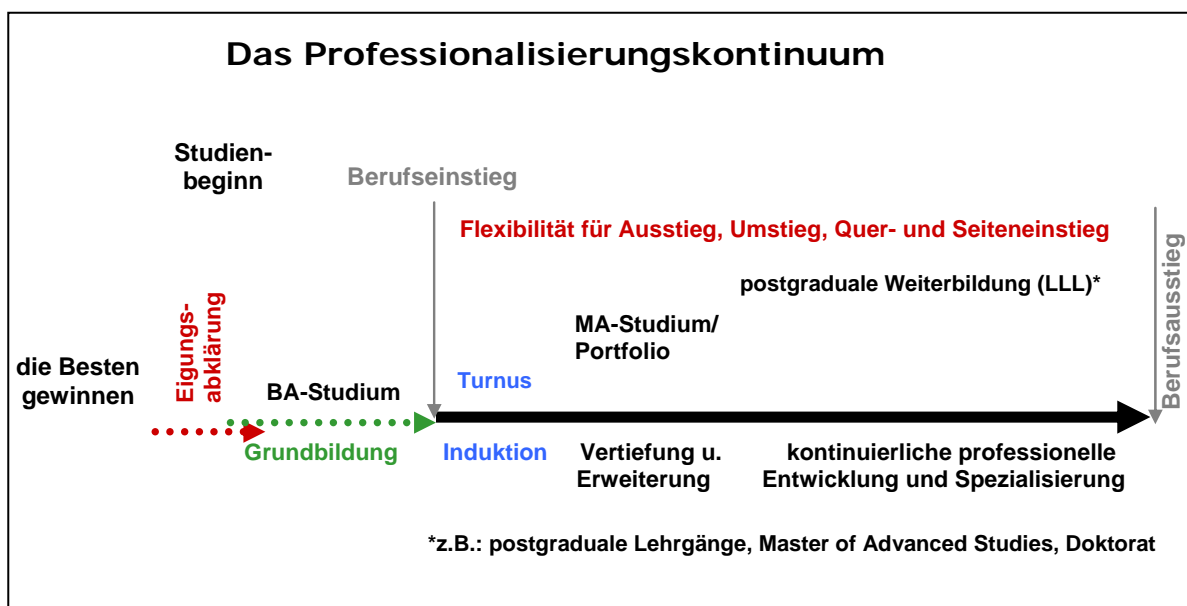 Das Professionalisierungskontinuum
Studien-
beginn
Berufseinstieg
Flexibilität für Ausstieg, Umstieg, Quer- und Seiteneinstieg
postgraduale Weiterbildung (LLL)*
Berufsausstieg
die Besten
gewinnen
Eigungs-
abklärung
BA-Studium
Turnus
MA-Studium/
Portfolio
Grundbildung
Induktion
Vertiefung u.
Erweiterung
kontinuierliche professionelle
Entwicklung und Spezialisierung
*z.B.: postgraduale Lehrgänge, Master of Advanced Studies, Doktorat